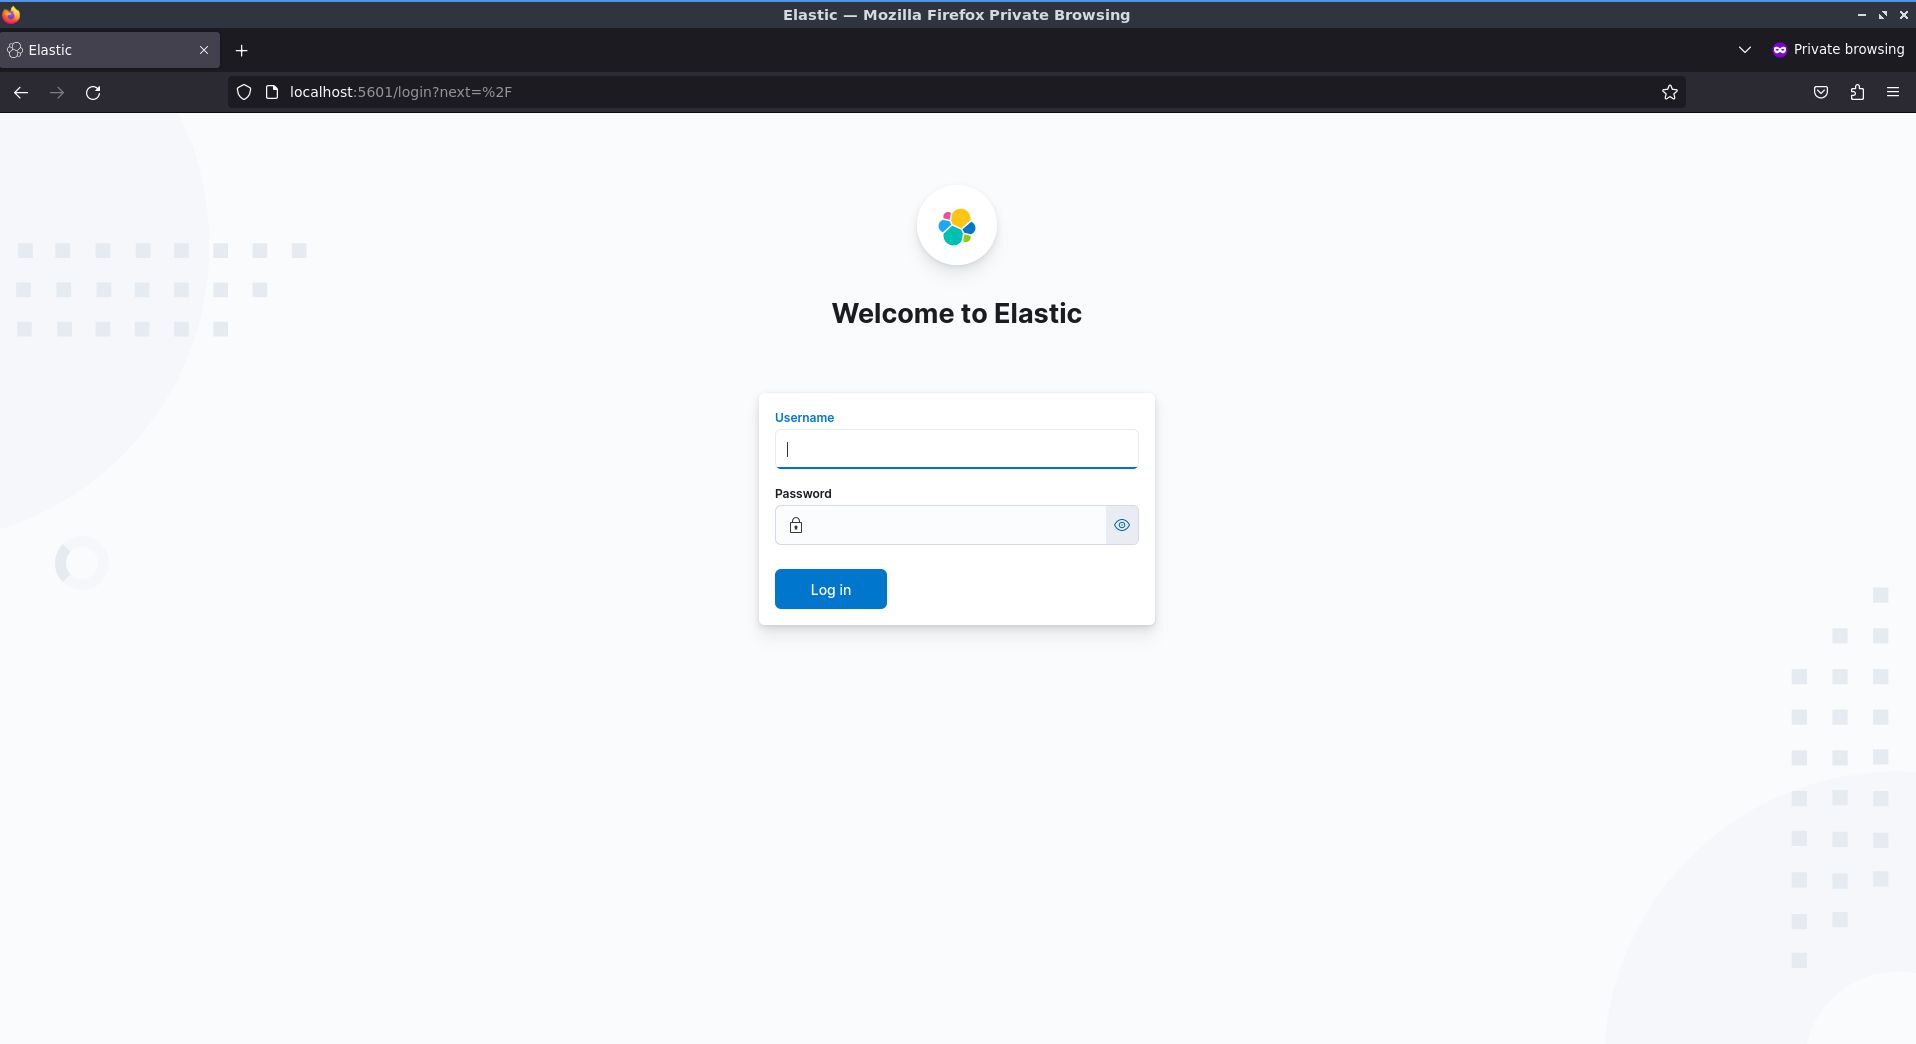 Elastic — Mozilla Firefox Private Browsing
Elastic
Private browsing
localhost:5601/login?next=%2F
Welcome to Elastic
Username
Password
Log in